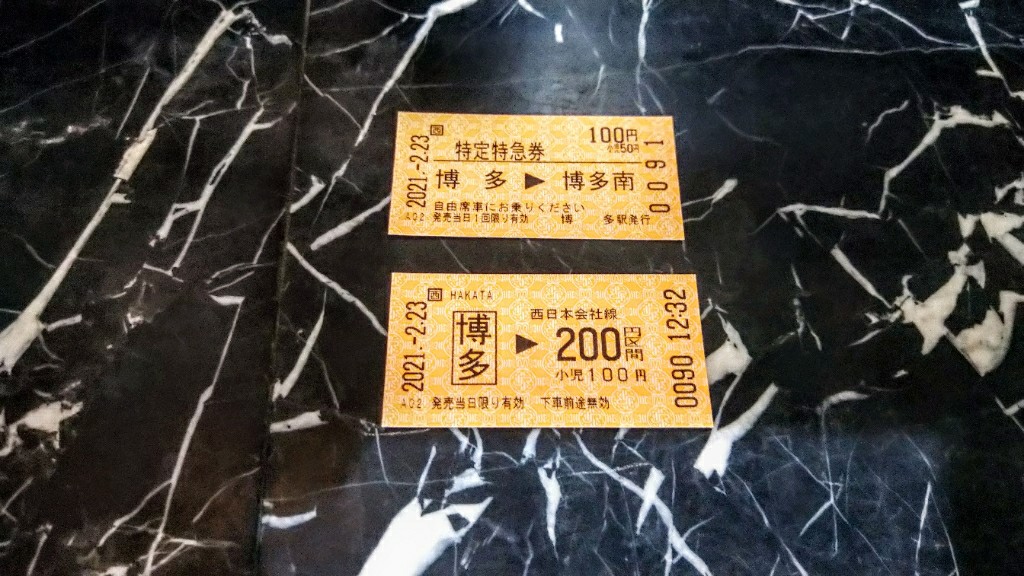 2021.-2.23
西
特定特急券
100円
小児50円
博多▶博多南
自由席車にお乗りください
A02 発売当日1回限り有効 博多駅発行
0091
2021.-2.23
西 HAKATA
博多
▶
西日本会社線
200円区間
小児100円
A02 発売当日限り有効 下車前途無効
0090 12:32